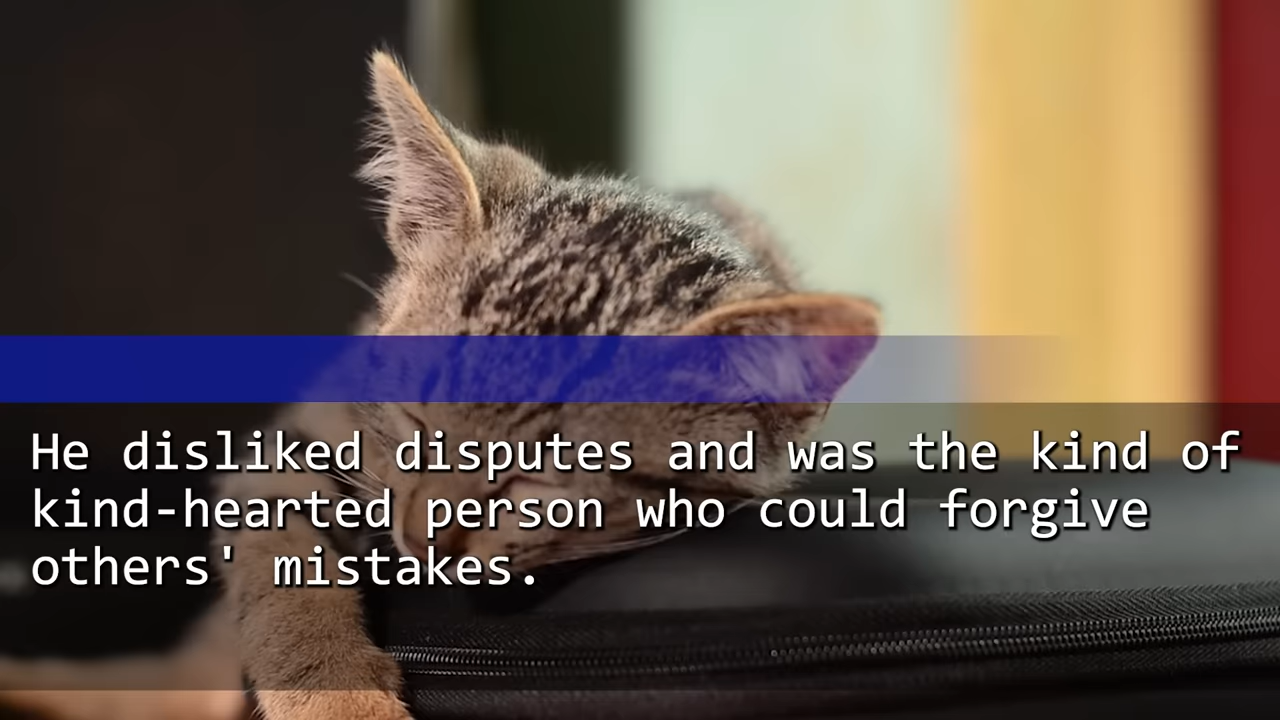 He disliked disputes and was the kind of
kind-hearted person who could forgive
others' mistakes.